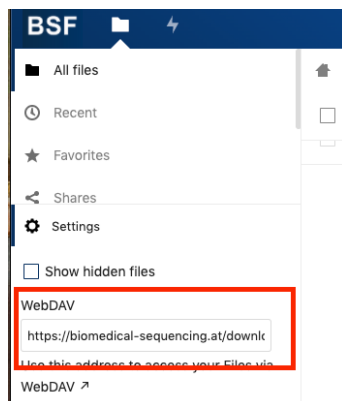 BSF
All files
Recent
Favorites
Shares
Settings
Show hidden files
WebDAV
https://biomedical-sequencing.at/downlo
Use this address to access your Files via
WebDAV ↗